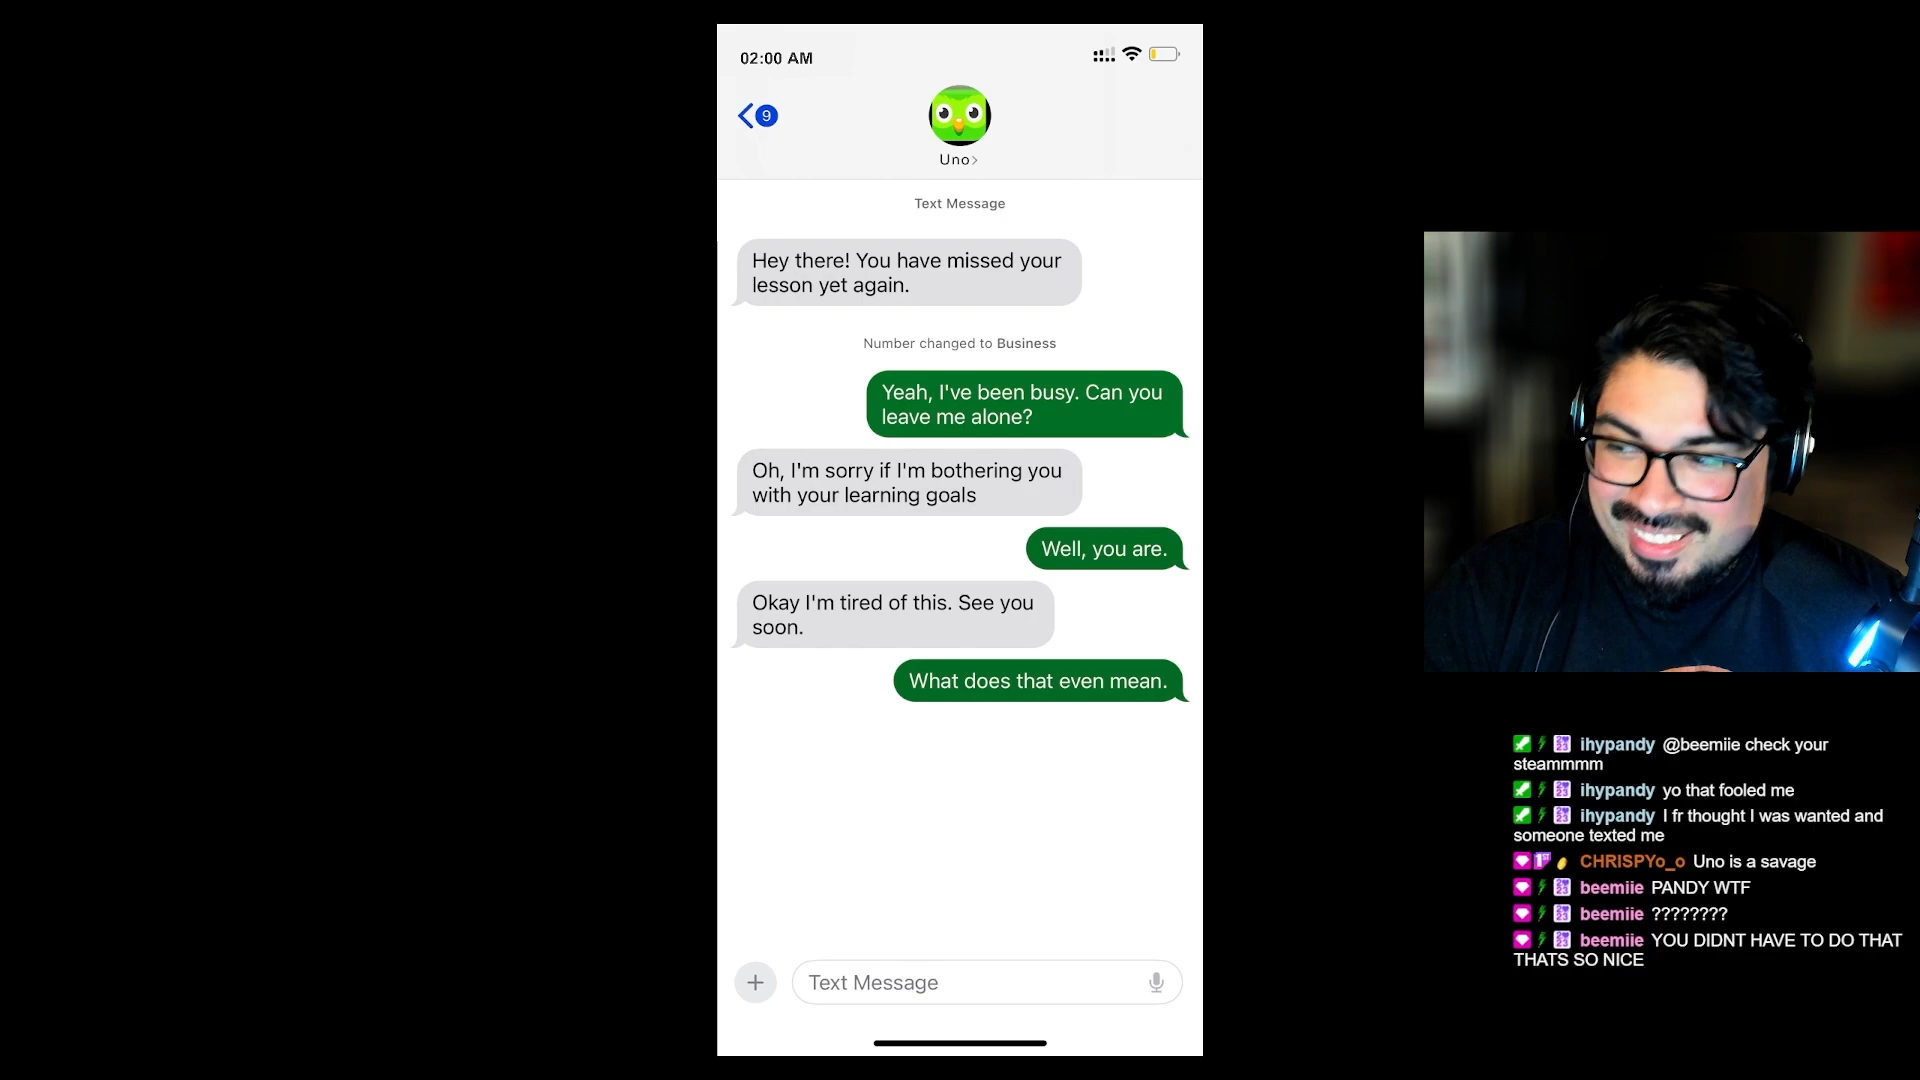 02:00 AM
9
Uno
Text Message
Hey there! You have missed your
lesson yet again.
Number changed to Business
Yeah, I've been busy. Can you
leave me alone?
Oh, I'm sorry if I'm bothering you
with your learning goals
Well, you are.
Okay I'm tired of this. See you
soon.
What does that even mean.
Text Message
ihypandy @beemiie check your
steammmm
ihypandy yo that fooled me
ihypandy I fr thought I was wanted and
someone texted me
1ST CHRISPYo_o Uno is a savage
beemiie PANDY WTF
beemiie ????????
beemiie YOU DIDNT HAVE TO DO THAT
THATS SO NICE